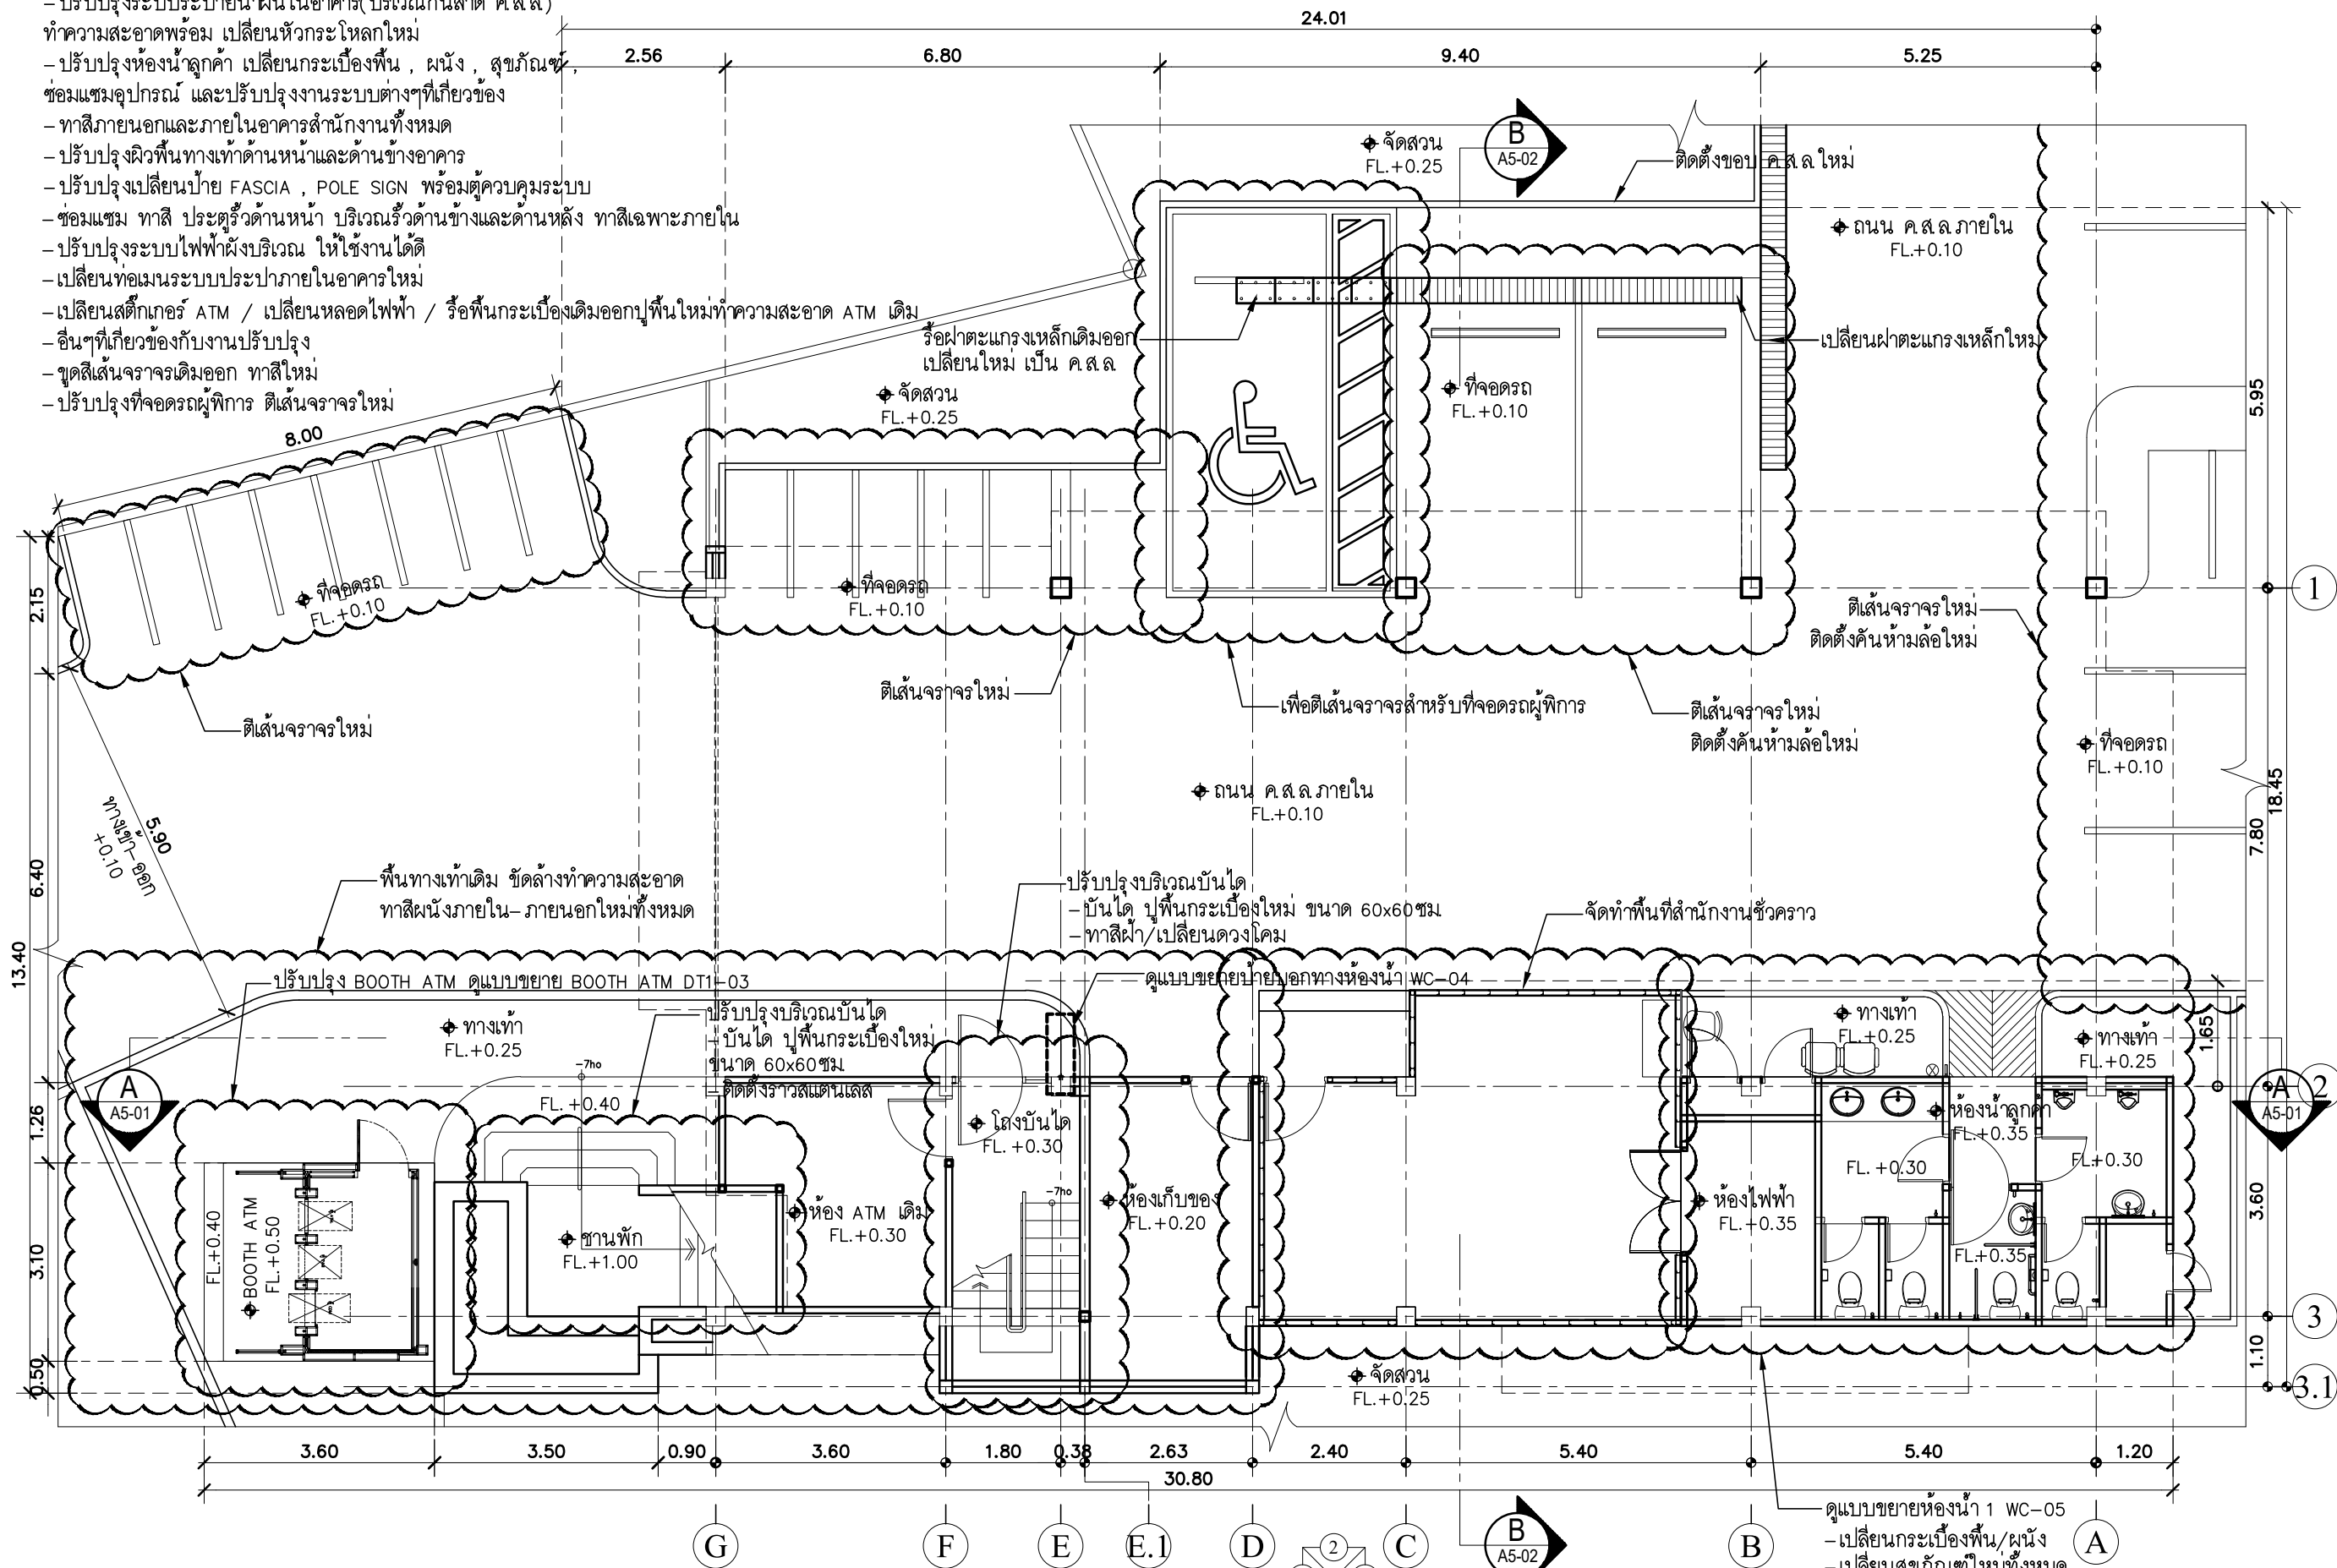 ทำความสะอาดพร้อม เปลี่ยนหัวกระโหลกใหม่
-ปรับปรุงห้องน้ำลูกค้า เปลี่ยนกระเบื้องพื้น , ผนัง , สุขภัณฑ์ ,
ซ่อมแซมอุปกรณ์ และปรับปรุงงานระบบต่างๆที่เกี่ยวข้อง
-ทาสีภายนอกและภายในอาคารสำนักงานทั้งหมด
-ปรับปรุงผิวพื้นทางเท้าด้านหน้าและด้านข้างอาคาร
-ปรับปรุงเปลี่ยนป้าย FASCIA , POLE SIGN พร้อมตู้ควบคุมระบบ
-ซ่อมแซม ทาสี ประตูรั้วด้านหน้า บริเวณรั้วด้านข้างและด้านหลัง ทาสีเฉพาะภายใน
-ปรับปรุงระบบไฟฟ้าผังบริเวณ ให้ใช้งานได้ดี
-เปลี่ยนท่อเมนระบบประปาภายในอาคารใหม่
-เปลี่ยนสติ๊กเกอร์ ATM / เปลี่ยนหลอดไฟฟ้า / รื้อพื้นกระเบื้องเดิมออกปูพื้นใหม่ทำความสะอาด ATM เดิม
-อื่นๆที่เกี่ยวข้องกับงานปรับปรุง
-ขูดสีเส้นจราจรเดิมออก ทาสีใหม่
-ปรับปรุงที่จอดรถผู้พิการ ตีเส้นจราจรใหม่
24.01
2.56
6.80
9.40
5.25
จัดสวน
FL.+0.25
B
A5-02
ติดตั้งขอบ ค.ส.ล.ใหม่
ถนน ค.ส.ล.ภายใน
FL.+0.10
รื้อฝาตะแกรงเหล็กเดิมออก
เปลี่ยนใหม่ เป็น ค.ส.ล.
เปลี่ยนฝาตะแกรงเหล็กใหม่
จัดสวน
FL.+0.25
ที่จอดรถ
FL.+0.10
5.95
8.00
ที่จอดรถ
FL.+0.10
ที่จอดรถ
FL.+0.10
2.15
1
ตีเส้นจราจรใหม่
ติดตั้งคันห้ามล้อใหม่
ตีเส้นจราจรใหม่
ตีเส้นจราจรใหม่
เพื่อตีเส้นจราจรสำหรับที่จอดรถผู้พิการ
ตีเส้นจราจรใหม่
ติดตั้งคันห้ามล้อใหม่
ที่จอดรถ
FL.+0.10
ถนน ค.ส.ล.ภายใน
FL.+0.10
18.45
7.80
5.90
ทางเข้า-ออก
+0.10
6.40
13.40
พื้นทางเท้าเดิม ขัดล้างทำความสะอาด
ทาสีผนังภายใน-ภายนอกใหม่ทั้งหมด
ปรับปรุงบริเวณบันได
-บันได ปูพื้นกระเบื้องใหม่ ขนาด 60x60ซม.
-ทาสีฝ้า/เปลี่ยนดวงโคม
จัดทำพื้นที่สำนักงานชั่วคราว
ปรับปรุง BOOTH ATM ดูแบบขยาย BOOTH ATM DT1-03
ดูแบบขยายป้ายบอกทางห้องน้ำ WC-04
ปรับปรุงบริเวณบันได
-บันได ปูพื้นกระเบื้องใหม่
ขนาด 60x60ซม.
ติดตั้งราวสแตนเลส
ทางเท้า
FL.+0.25
ทางเท้า
FL.+0.25
ทางเท้า
FL.+0.25
1.65
A
A5-01
A
A5-01
2
FL.+0.40
โถงบันได
FL.+0.30
ห้องน้ำลูกค้า
FL.+0.35
FL.+0.30
FL.+0.30
1.26
FL.+0.40
BOOTH ATM
FL.+0.50
ชานพัก
FL.+1.00
ห้อง ATM เดิม
FL.+0.30
ห้องเก็บของ
FL.+0.20
ห้องไฟฟ้า
FL.+0.35
FL.+0.35
3.60
3.10
3
0.50
1.10
จัดสวน
FL.+0.25
3.1
3.60
3.50
0.90
3.60
1.80
0.38
2.63
2.40
5.40
5.40
1.20
30.80
G
F
E
E.1
D
2
C
B
A5-02
B
A
ดูแบบขยายห้องน้ำ 1 WC-05
-เปลี่ยนกระเบื้องพื้น/ผนัง
-เปลี่ยนสุขภัณฑ์ใหม่ทั้งหมด